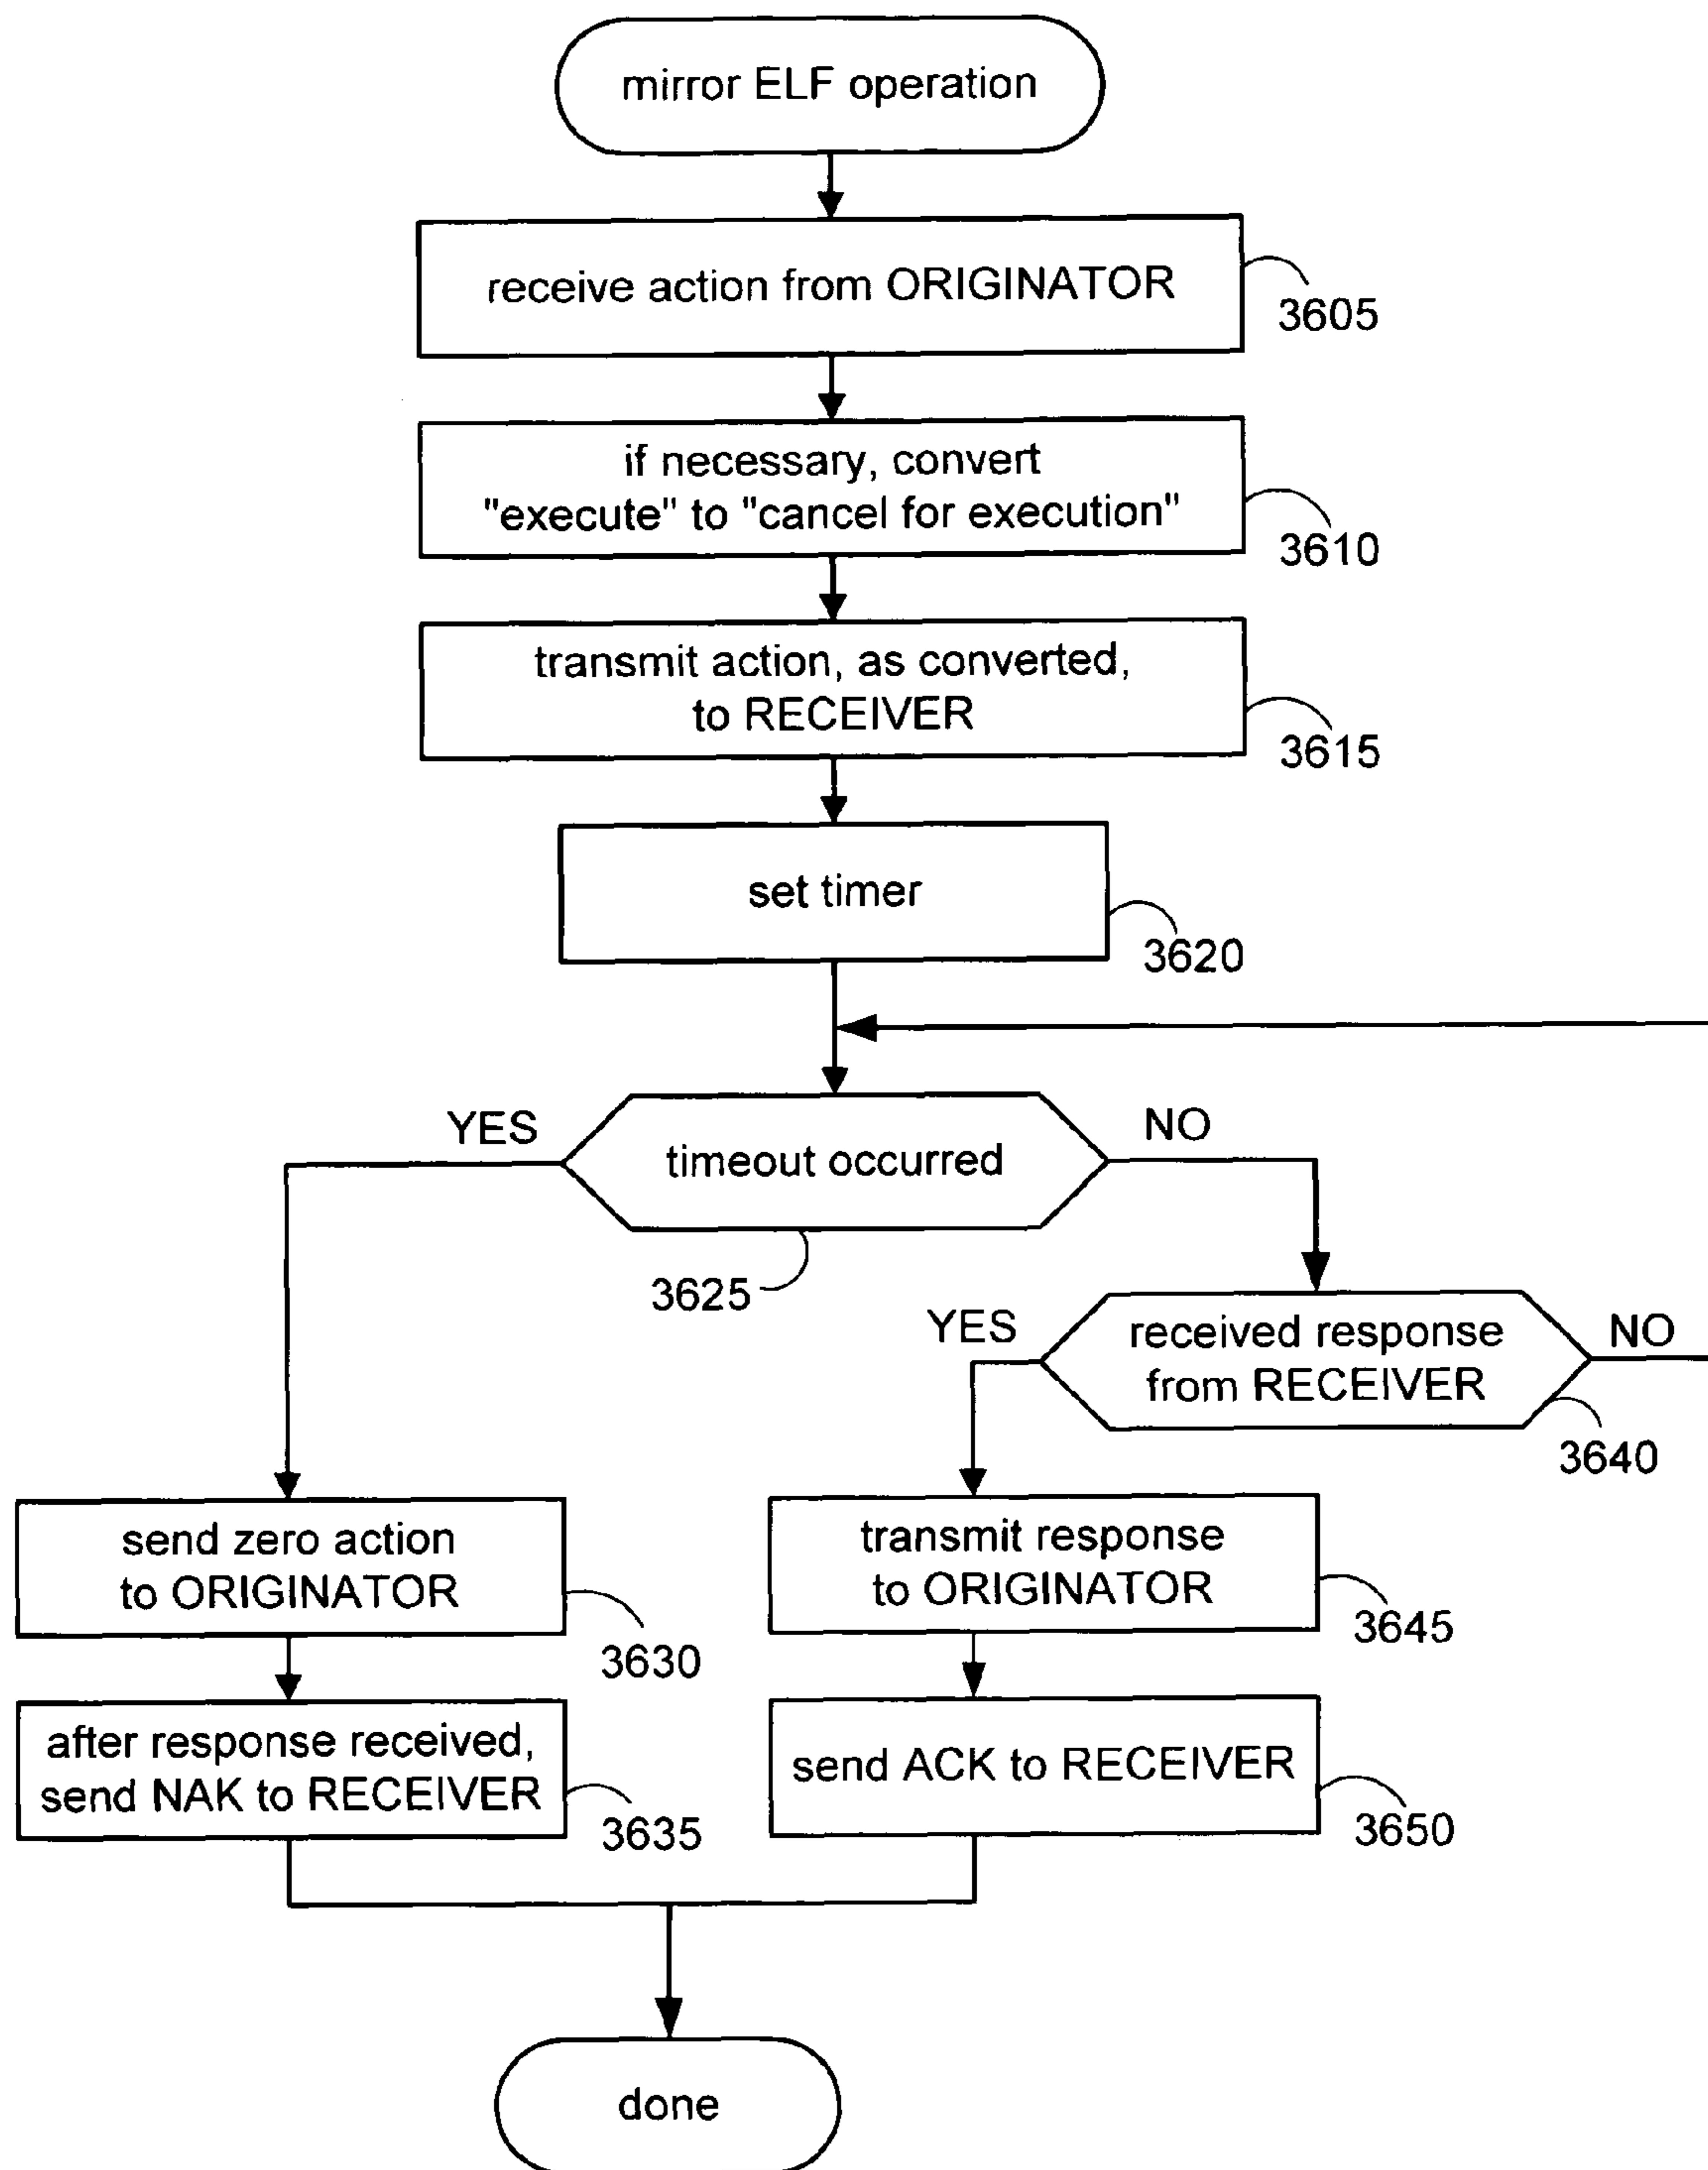 mirror ELF operation
receive action from ORIGINATOR
3605
if necessary, convert
"execute" to "cancel for execution"
3610
transmit action, as converted,
to RECEIVER
3615
set timer
3620
YES
timeout occurred
NO
3625
YES
received response
from RECEIVER
NO
3640
send zero action
to ORIGINATOR
3630
transmit response
to ORIGINATOR
3645
after response received,
send NAK to RECEIVER
3635
send ACK to RECEIVER
3650
done